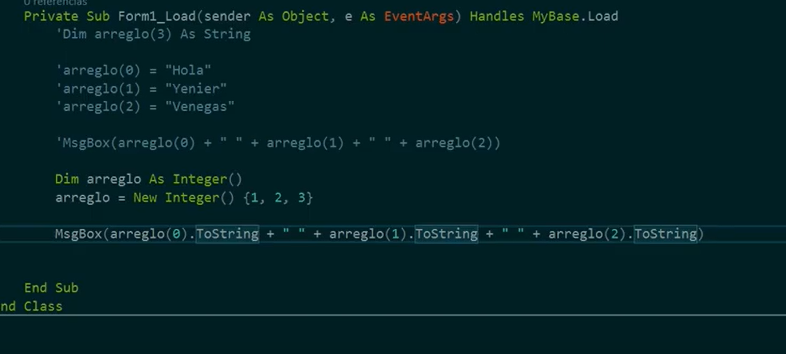 0 referencias
Private Sub Form1_Load(sender As Object, e As EventArgs) Handles MyBase.Load
'Dim arreglo(3) As String
'arreglo(0) = "Hola"
'arreglo(1) = "Yenier"
'arreglo(2) = "Venegas"
'MsgBox(arreglo(0) + " " + arreglo(1) + " " + arreglo(2))
Dim arreglo As Integer()
arreglo = New Integer() {1, 2, 3}
MsgBox(arreglo(0).ToString + " " + arreglo(1).ToString + " " + arreglo(2).ToString)
End Sub
nd Class